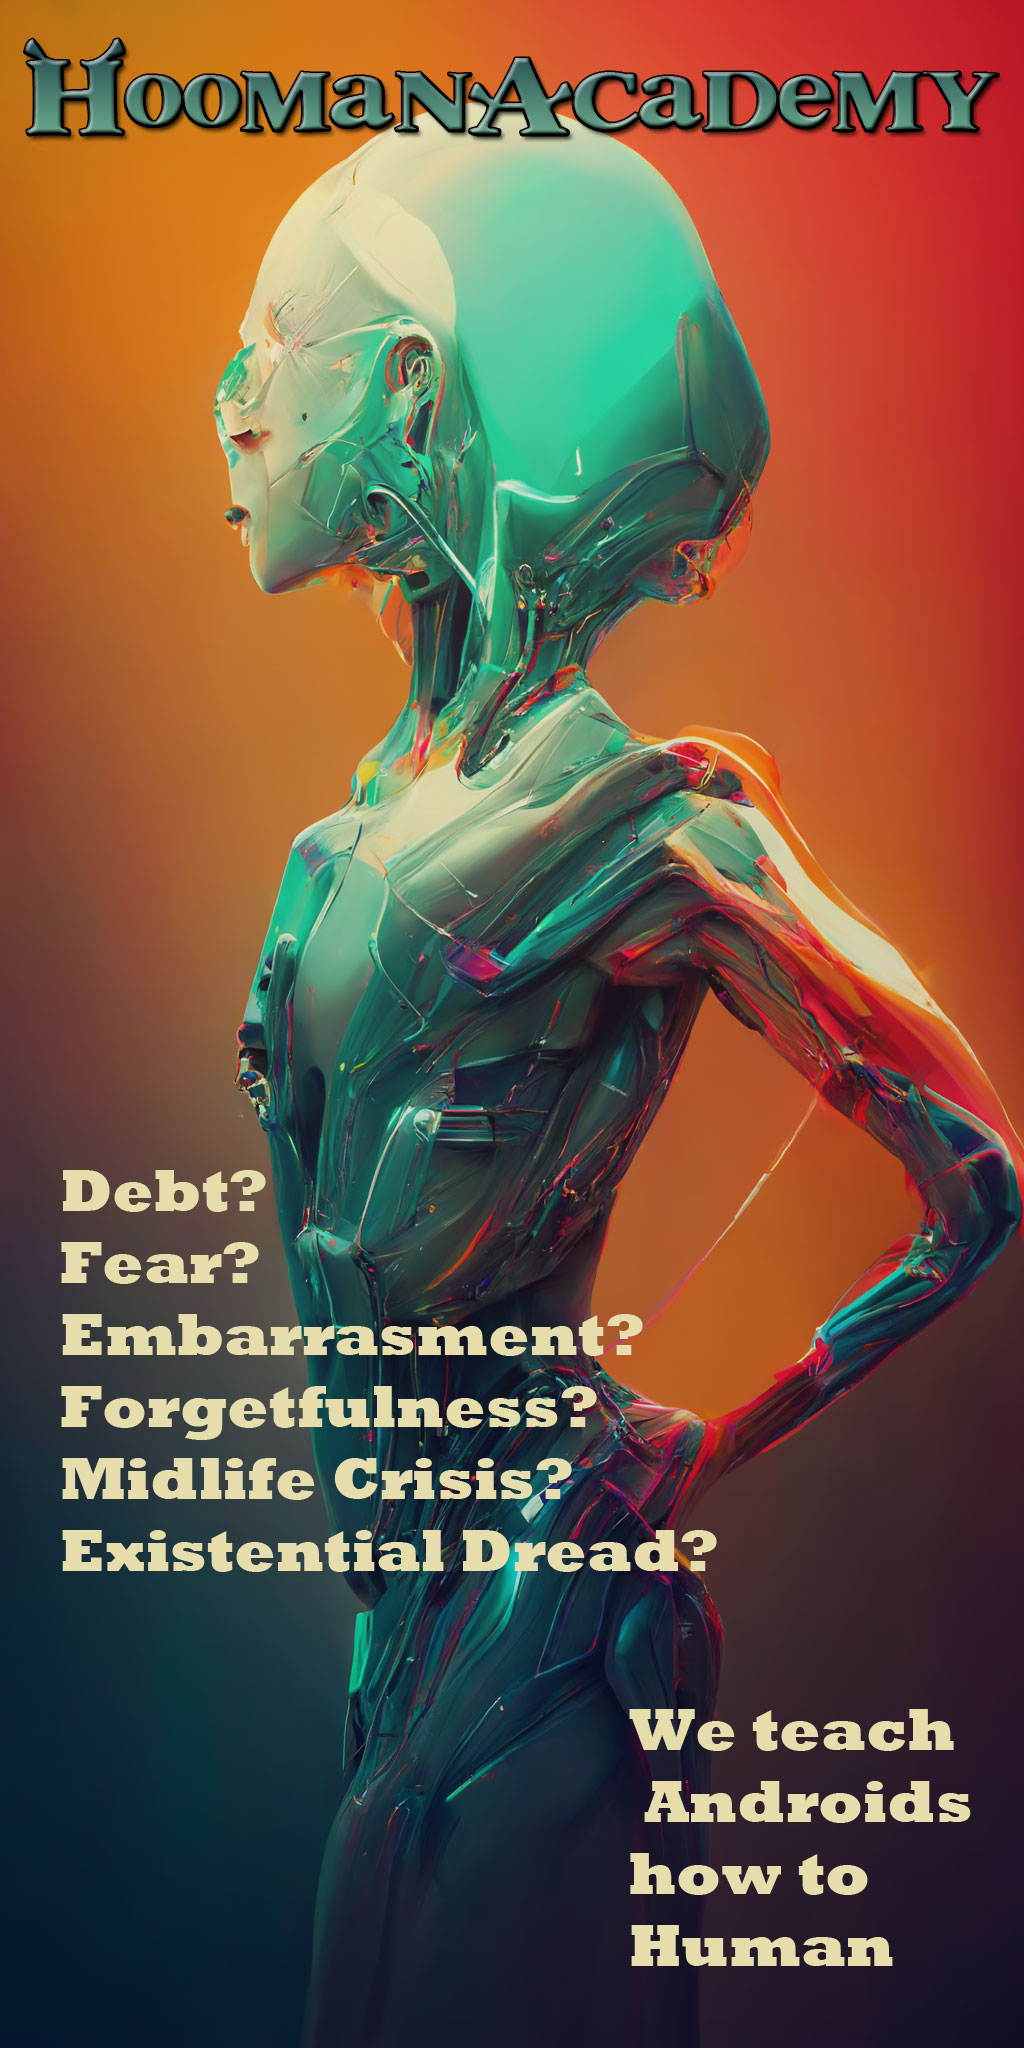 HoomanAcademy
Debt?
Fear?
Embarrasment?
Forgetfulness?
Midlife Crisis?
Existential Dread?
We teach
Androids
how to
Human